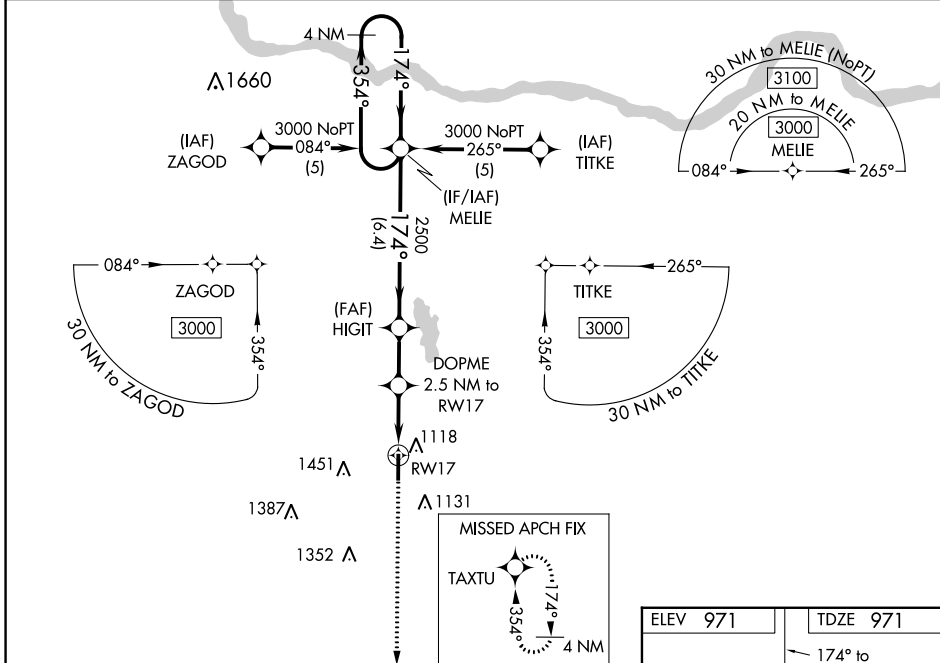 4 NM
174°
354°
1660
30 NM to MELIE (NoPT)
3100
20 NM to MELIE
3000
MELIE
084°
265°
(IAF)
ZAGOD
3000 NoPT
084°
(5)
3000 NoPT
265°
(5)
(IAF)
TITKE
(IF/IAF)
MELIE
2500
174°
(6.4)
084°
ZAGOD
3000
354°
30 NM to ZAGOD
265°
TITKE
3000
354°
30 NM to TITKE
(FAF)
HIGIT
DOPME
2.5 NM to
RW17
1118
RW17
1451
1387
1131
1352
MISSED APCH FIX
TAXTU
174°
354°
4 NM
ELEV 971
TDZE 971
174° to